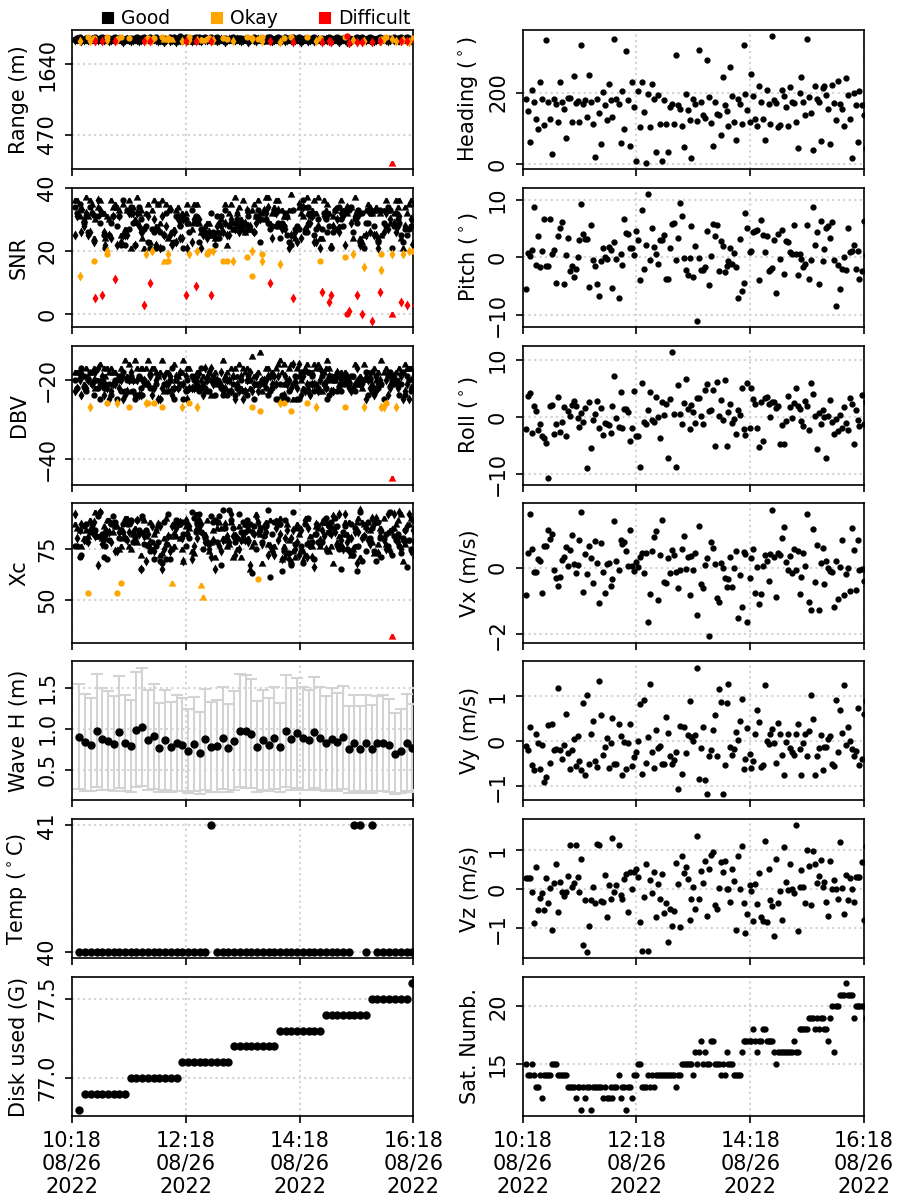 Good Okay Difficult
Range (m)
1640
470
Heading (°)
200
0
SNR
40
20
0
Pitch (°)
10
0
−10
DBV
−20
−40
Roll (°)
10
0
−10
Xc
75
50
Vx (m/s)
0
−2
Wave H (m)
1.5
1.0
0.5
Vy (m/s)
1
0
−1
Temp (°C)
41
40
Vz (m/s)
1
0
−1
Disk used (G)
77.5
77.0
Sat. Numb.
20
15
10:18 12:18 14:18 16:18 10:18 12:18 14:18 16:18
08/26 08/26 08/26 08/26 08/26 08/26 08/26 08/26
2022 2022 2022 2022 2022 2022 2022 2022